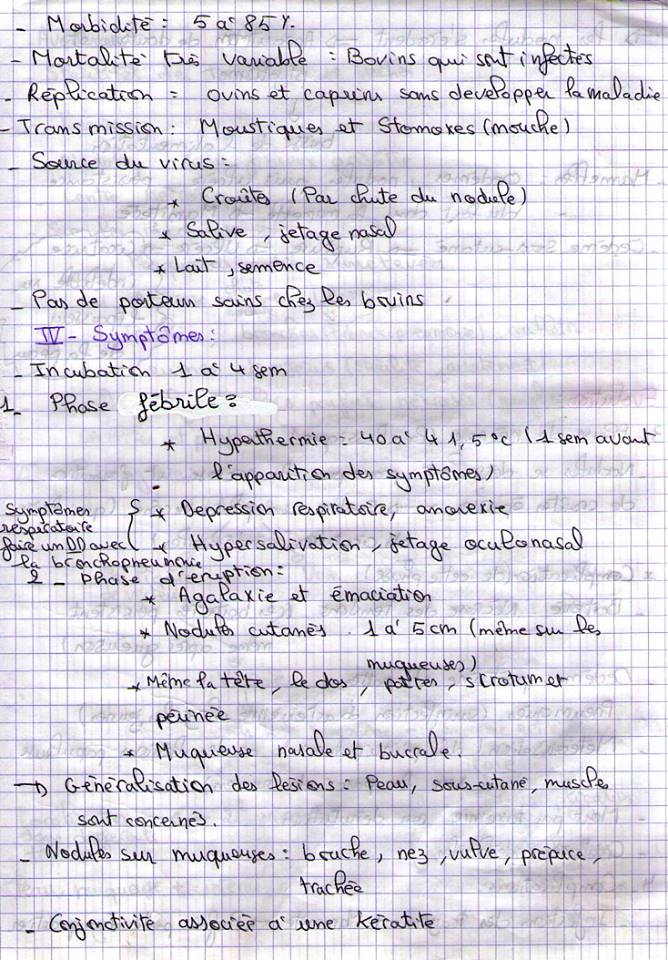 - Morbidité : 5 à 85 %.
- Mortalité très variable : Bovins qui sont infectés
- Réplication = ovins et caprins sans developper la maladie
- Transmission : Moustiques et Stomoxes (mouche)
- Source du virus :
* Croûtes (Par chute du nodule)
* Salive, jetage nasal
* Lait, semence
- Pas de porteurs sains chez les bovins
IV - Symptômes :
- Incubation 1 à 4 sem
1. Phase fébrile :
* Hyperthermie = 40 à 41,5°C (1 sem avant
l'apparition des symptômes)
Symptômes respiratoire faire un DD avec la bronchopneumonie
* Depression respiratoire, anorexie
* Hypersalivation, jetage oculonasal
2 - Phase d'eruption :
* Agalaxie et émaciation
* Nodules cutanés. 1 à 5 cm (même sur les
muqueuses)
* Même la tête, le dos, pattes, scrotum et
périnée
* Muqueuse nasale et buccale.
→ Généralisation des lésions : Peau, sous-cutané, muscle
sont concernés.
- Nodules sur muqueuses : bouche, nez, vulve, prépuce,
trachée
- Conjonctivité associée à une Kératite